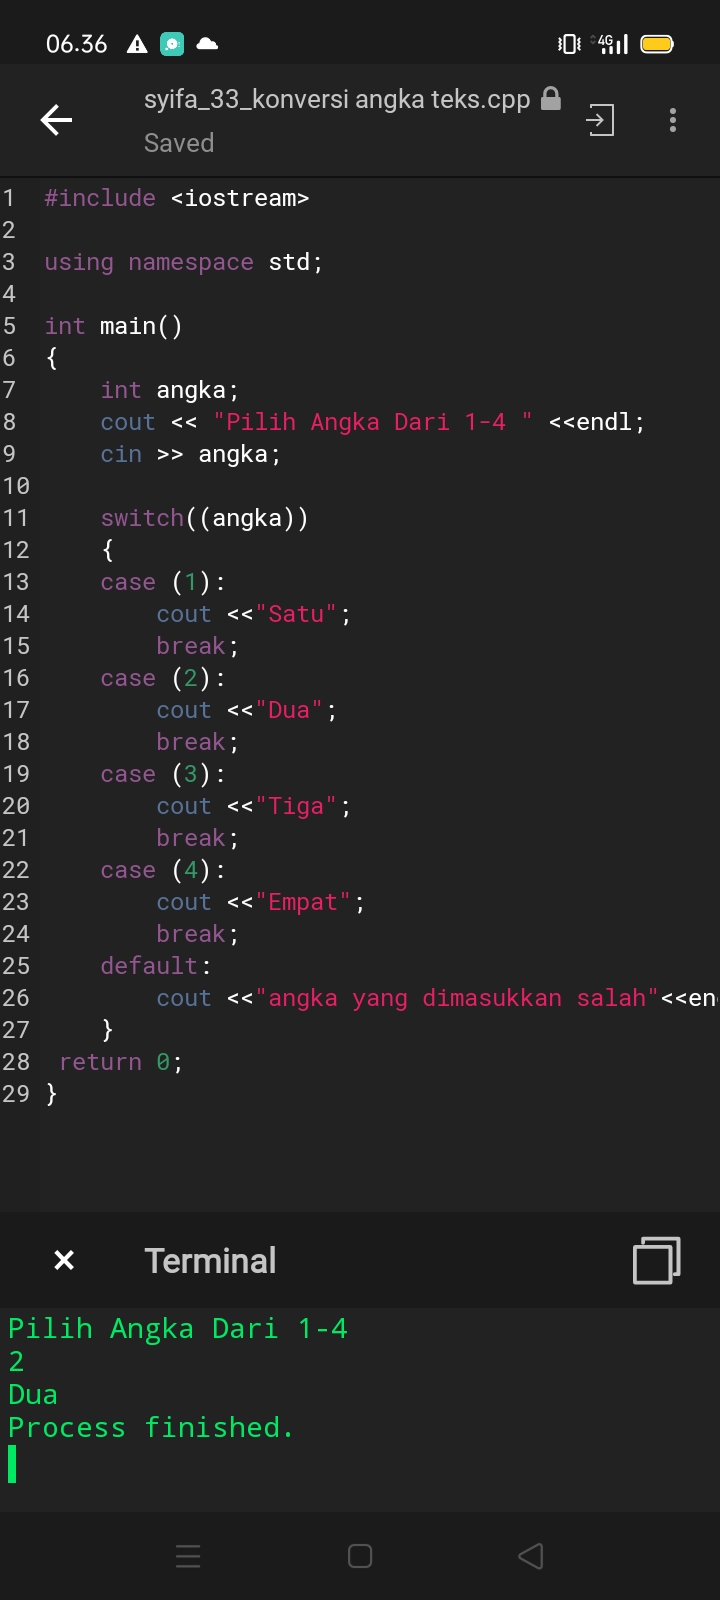 06.36 4G
syifa_33_konversi angka teks.cpp
Saved
1 #include <iostream>
2
3 using namespace std;
4
5 int main()
6 {
7     int angka;
8     cout << "Pilih Angka Dari 1-4 " <<endl;
9     cin >> angka;
10
11     switch((angka))
12     {
13     case (1):
14         cout <<"Satu";
15         break;
16     case (2):
17         cout <<"Dua";
18         break;
19     case (3):
20         cout <<"Tiga";
21         break;
22     case (4):
23         cout <<"Empat";
24         break;
25     default:
26         cout <<"angka yang dimasukkan salah"<<en
27     }
28  return 0;
29 }
Terminal
Pilih Angka Dari 1-4
2
Dua
Process finished.